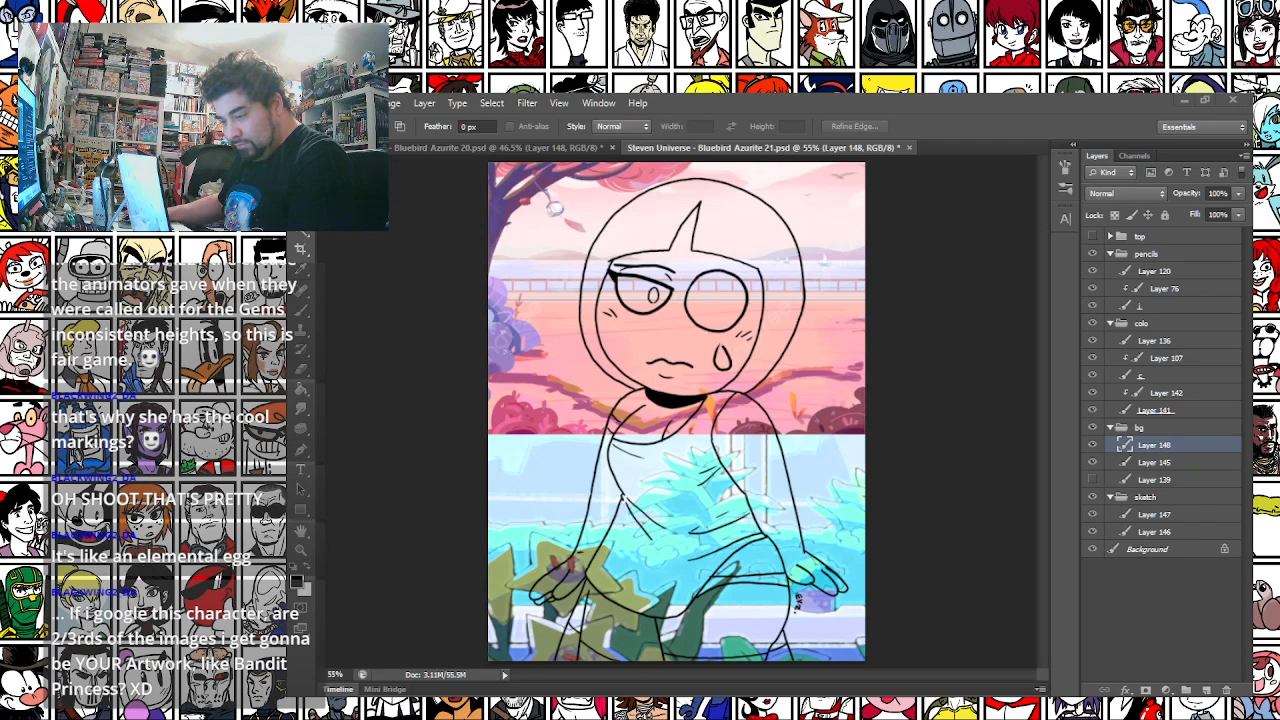 ge Layer Type Select Filter View Window Help
Feather: 0 px Anti-alias Style: Normal Width: Height: Refine Edge... Essentials
Bluebird Azurite 20.psd @ 46.5% (Layer 148, RGB/8) * × Steven Universe - Bluebird Azurite 21.psd @ 55% (Layer 148, RGB/8) * ×
Layers Channels
Kind
Normal Opacity: 100%
Lock: Fill: 100%
top
pencils
Layer 120
Layer 76
colo
Layer 136
Layer 107
Layer 142
Layer 141
bg
Layer 148
Layer 145
Layer 139
sketch
Layer 147
Layer 146
Background
the animators gave when they
were called out for the Gems
inconsistent heights, so this is
fair game
BLACKWING2_DA
that's why she has the cool
markings?
BLACKWING2_DA
OH SHOOT THAT'S PRETTY
BLACKWING2_DA
It's like an elemental egg
BLACKWING2_DA
... If i google this character, are
2/3rds of the images I get gonna
be YOUR Artwork, like Bandit
Princess? XD
55% Doc: 3.11M/55.5M
Timeline Mini Bridge